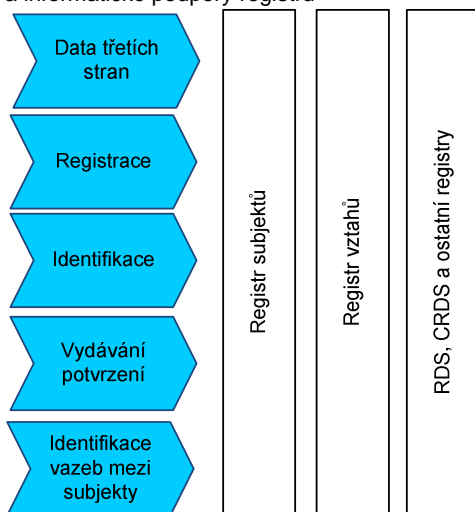 a informatické podpory registrů
Data třetích
stran
Registrace
Identifikace
Vydávání
potvrzení
Identifikace
vazeb mezi
subjekty
Registr subjektů
Registr vztahů
RDS, CRDS a ostatní registry